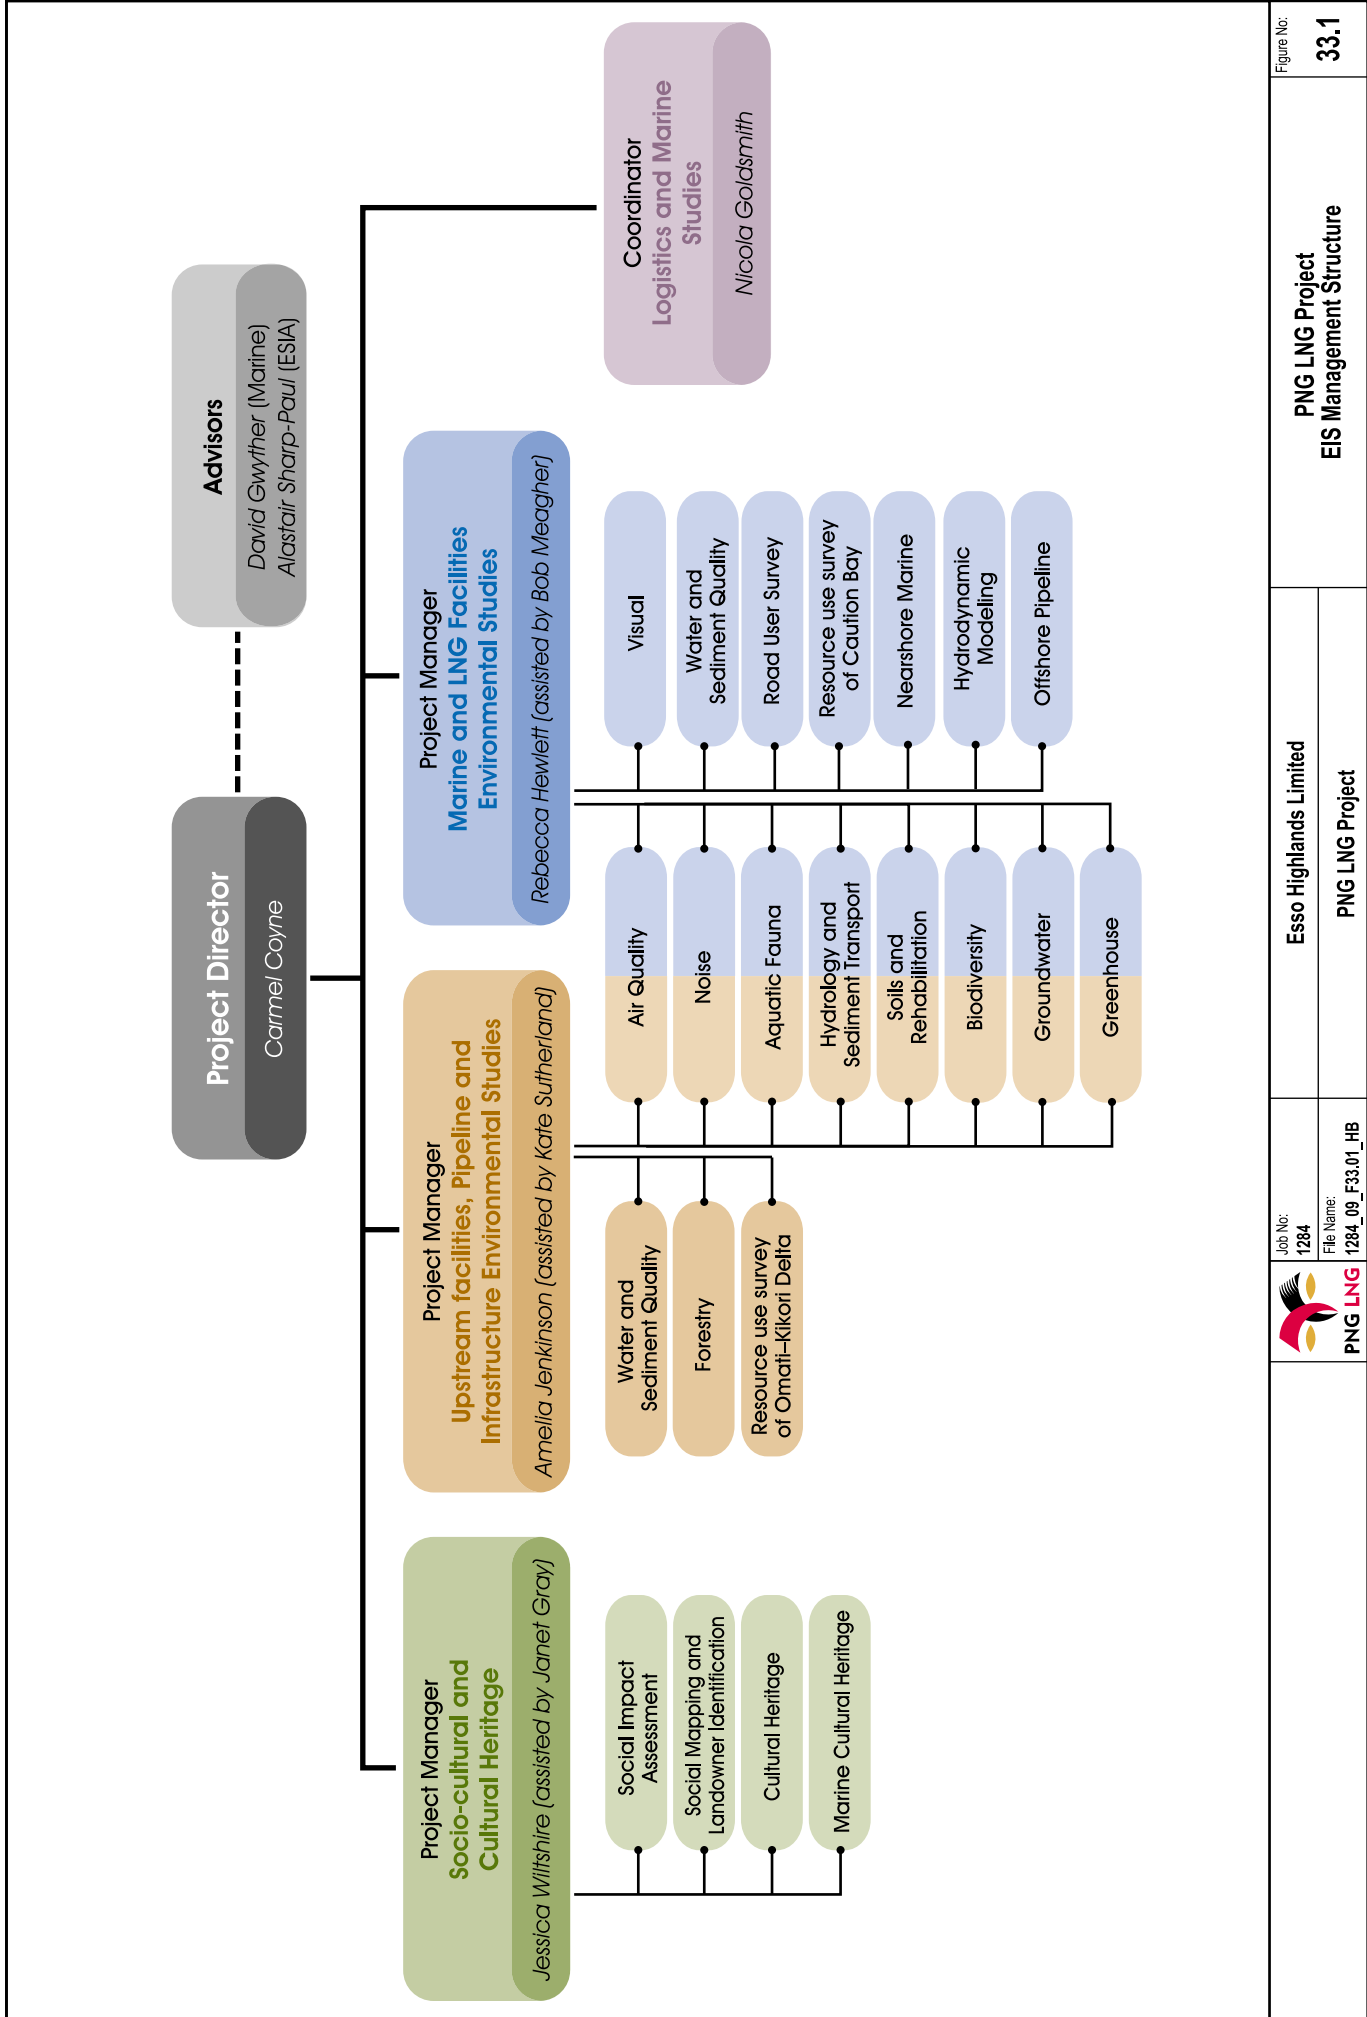 Project Director
Carmel Coyne
Advisors
David Gwyther (Marine)
Alastair Sharp-Paul (ESIA)
Project Manager
Socio-cultural and
Cultural Heritage
Jessica Wiltshire (assisted by Janet Gray)
Social Impact
Assessment
Social Mapping and
Landowner Identification
Cultural Heritage
Marine Cultural Heritage
Project Manager
Upstream facilities, Pipeline and
Infrastructure Environmental Studies
Amelia Jenkinson (assisted by Kate Sutherland)
Water and
Sediment Quality
Forestry
Resource use survey
of Omati–Kikori Delta
Air Quality
Noise
Aquatic Fauna
Hydrology and
Sediment Transport
Soils and
Rehabilitation
Biodiversity
Groundwater
Greenhouse
Project Manager
Marine and LNG Facilities
Environmental Studies
Rebecca Hewlett (assisted by Bob Meagher)
Visual
Water and
Sediment Quality
Road User Survey
Resource use survey
of Caution Bay
Nearshore Marine
Hydrodynamic
Modeling
Offshore Pipeline
Coordinator
Logistics and Marine
Studies
Nicola Goldsmith
PNG LNG
Job No:
1284
File Name:
1284_09_F33.01_HB
Esso Highlands Limited
PNG LNG Project
PNG LNG Project
EIS Management Structure
Figure No:
33.1